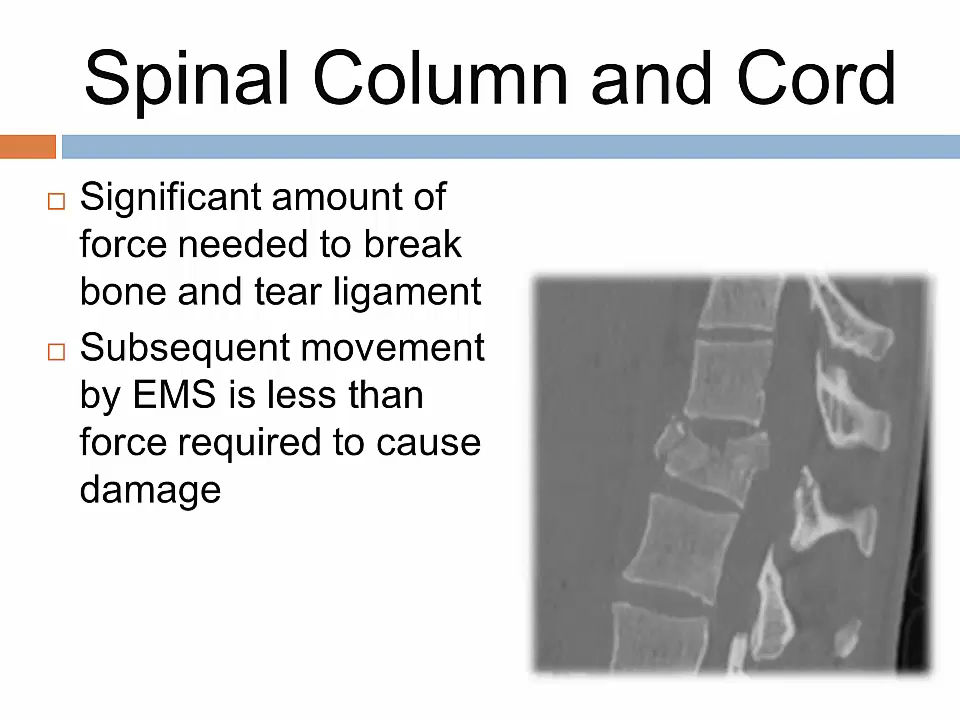 Spinal Column and Cord
Significant amount of
force needed to break
bone and tear ligament
Subsequent movement
by EMS is less than
force required to cause
damage